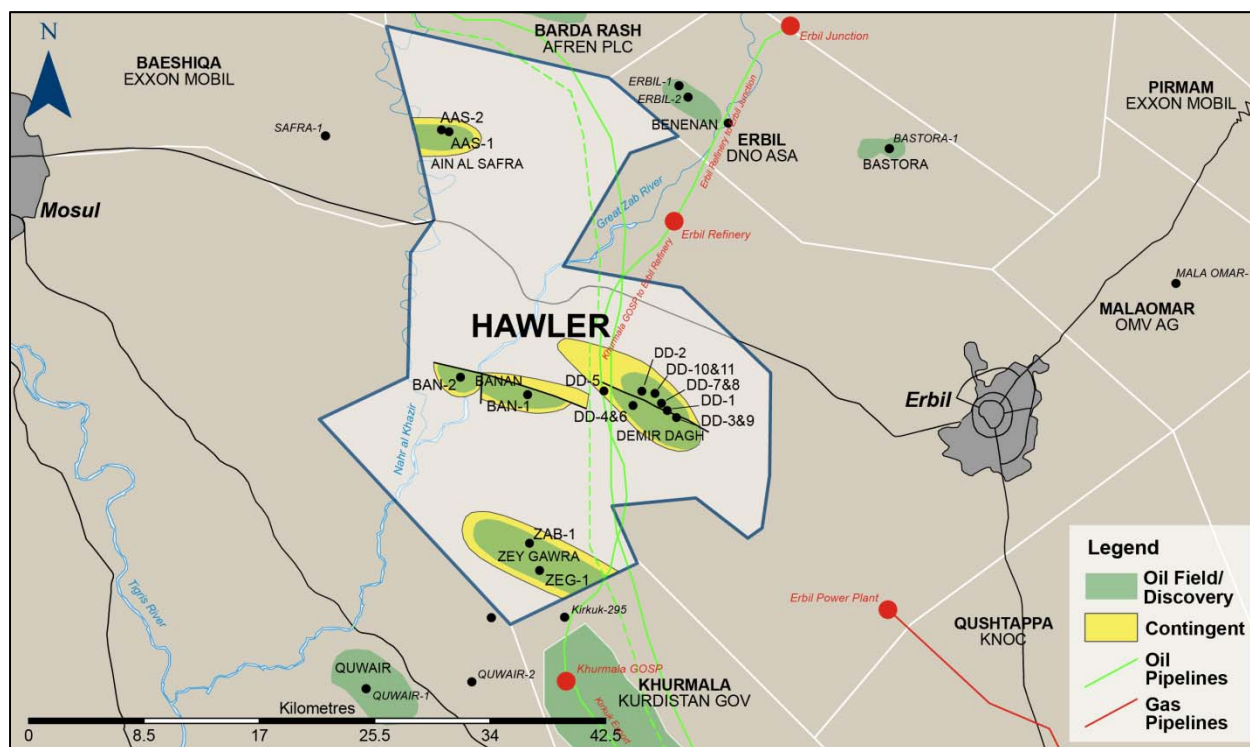 N
BARDA RASH
AFREN PLC
Erbil Junction
BAESHIQA
EXXON MOBIL
ERBIL-1
ERBIL-2
PIRMAM
EXXON MOBIL
SAFRA-1
AAS-2
AAS-1
AIN AL SAFRA
BENENAN
ERBIL
DNO ASA
Erbil Refinery to Erbil Junction
BASTORA-1
BASTORA
Mosul
Great Zab River
Erbil Refinery
Khurmala GOSP to Erbil Refinery
MALA OMAR-
MALAOMAR
OMV AG
HAWLER
DD-2
DD-10&11
DD-7&8
DD-1
DD-3&9
DD-5
DD-4&6
DEMIR DAGH
BAN-2
BANAN
BAN-1
Erbil
Nahr al Khazir
ZAB-1
ZEY GAWRA
ZEG-1
Tigris River
Kirkuk-295
Erbil Power Plant
QUSHTAPPA
KNOC
QUWAIR
QUWAIR-1
QUWAIR-2
Khurmala GOSP
KHURMALA
KURDISTAN GOV
Legend
Oil Field/
Discovery
Contingent
Oil
Pipelines
Gas
Pipelines
Kilometres
0 8.5 17 25.5 34 42.5